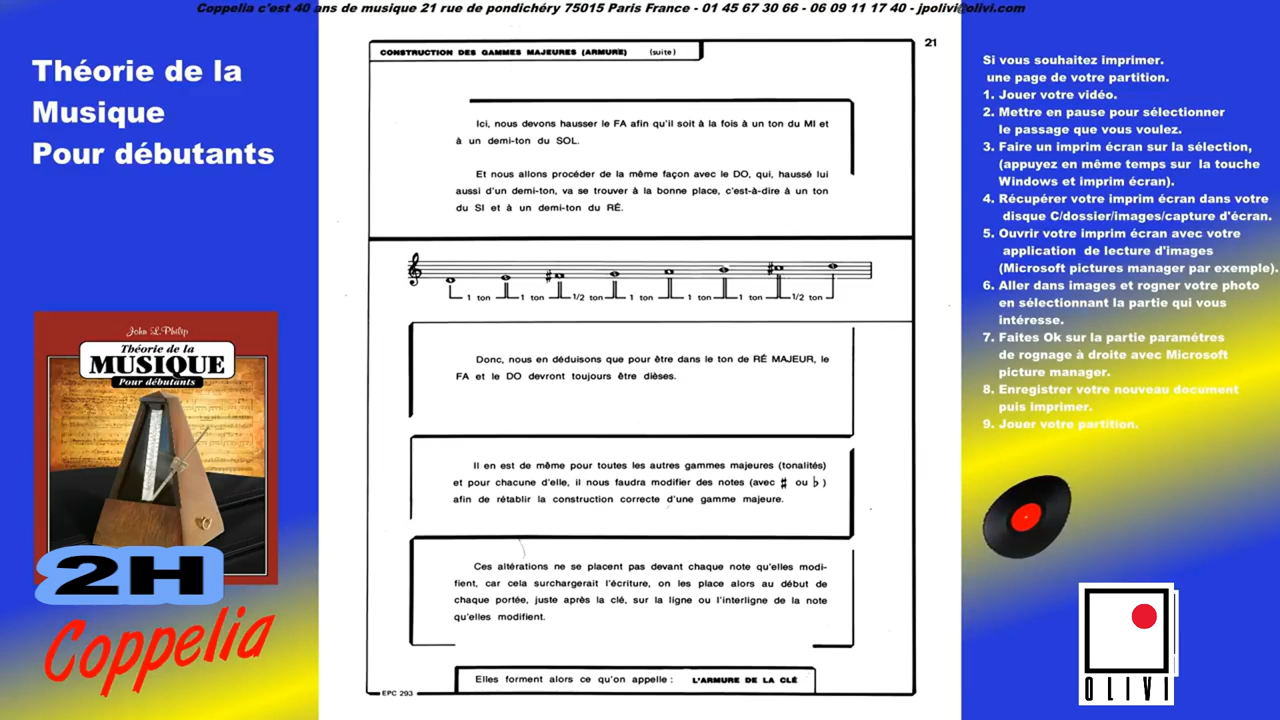 Coppelia c'est 40 ans de musique 21 rue de pondichéry 75015 Paris France - 01 45 67 30 66 - 06 09 11 17 40 - jpolivi@olivi.com
Théorie de la
Musique
Pour débutants
John L. Philip
Théorie de la
MUSIQUE
Pour débutants
2H
Coppelia
21
CONSTRUCTION DES GAMMES MAJEURES (ARMURE) (suite)
Ici, nous devons hausser le FA afin qu'il soit à la fois à un ton du MI et
à un demi-ton du SOL.
Et nous allons procéder de la même façon avec le DO, qui, haussé lui
aussi d'un demi-ton, va se trouver à la bonne place, c'est-à-dire à un ton
du SI et à un demi-ton du RÉ.
1 ton 1 ton 1/2 ton 1 ton 1 ton 1 ton 1/2 ton
Donc, nous en déduisons que pour être dans le ton de RÉ MAJEUR, le
FA et le DO devront toujours être dièses.
Il en est de même pour toutes les autres gammes majeures (tonalités)
et pour chacune d'elle, il nous faudra modifier des notes (avec ♯ ou ♭)
afin de rétablir la construction correcte d'une gamme majeure.
Ces altérations ne se placent pas devant chaque note qu'elles modi-
fient, car cela surchargerait l'écriture, on les place alors au début de
chaque portée, juste après la clé, sur la ligne ou l'interligne de la note
qu'elles modifient.
Elles forment alors ce qu'on appelle : L'ARMURE DE LA CLÉ
EPC 293
Si vous souhaitez imprimer.
une page de votre partition.
1. Jouer votre vidéo.
2. Mettre en pause pour sélectionner
le passage que vous voulez.
3. Faire un imprim écran sur la sélection,
(appuyez en même temps sur la touche
Windows et imprim écran).
4. Récupérer votre imprim écran dans votre
disque C/dossier/images/capture d'écran.
5. Ouvrir votre imprim écran avec votre
application de lecture d'images
(Microsoft pictures manager par exemple).
6. Aller dans images et rogner votre photo
en sélectionnant la partie qui vous
intéresse.
7. Faites Ok sur la partie paramétres
de rognage à droite avec Microsoft
picture manager.
8. Enregistrer votre nouveau document
puis imprimer.
9. Jouer votre partition.
OLIVI